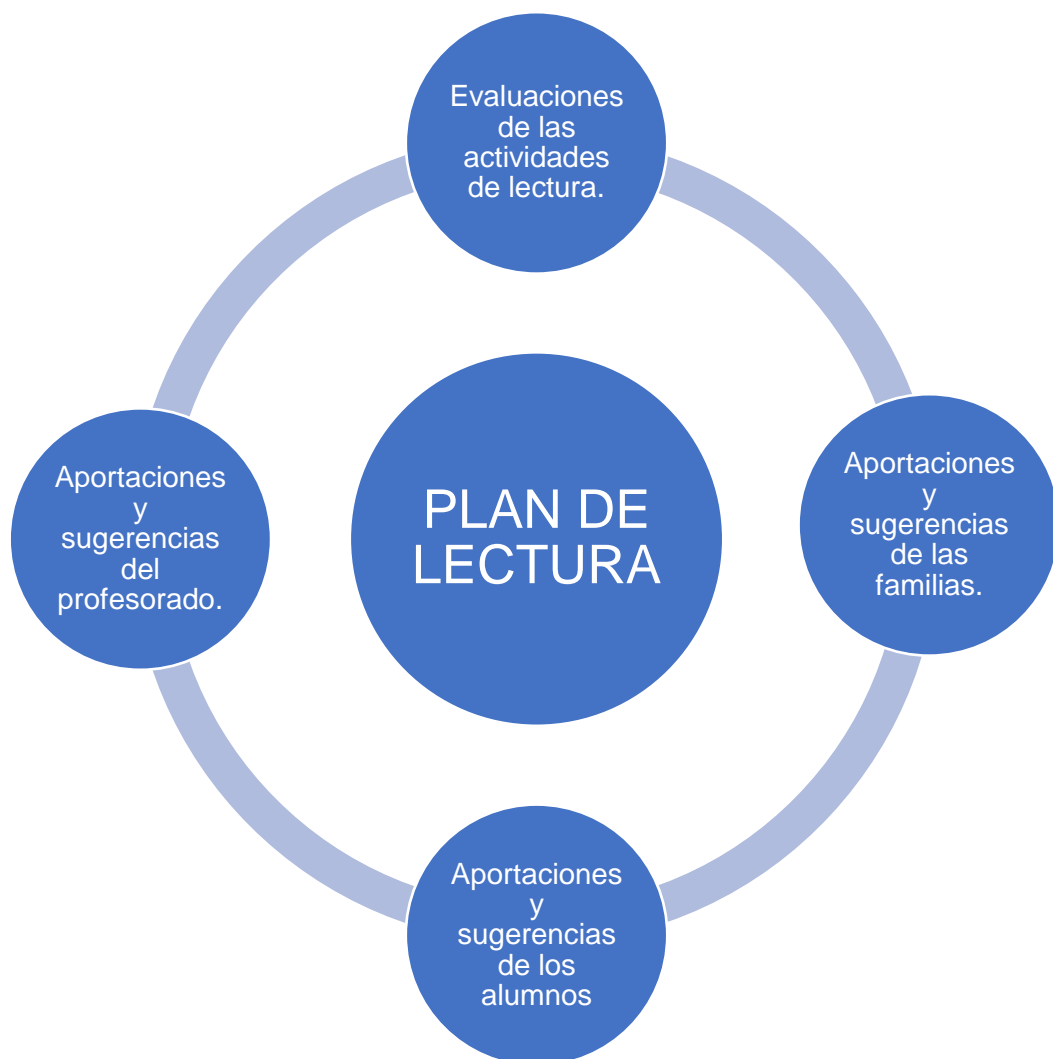 Evaluaciones
de las
actividades
de lectura.
Aportaciones
y
sugerencias
del
profesorado.
PLAN DE
LECTURA
Aportaciones
y
sugerencias
de las
familias.
Aportaciones
y
sugerencias
de los
alumnos